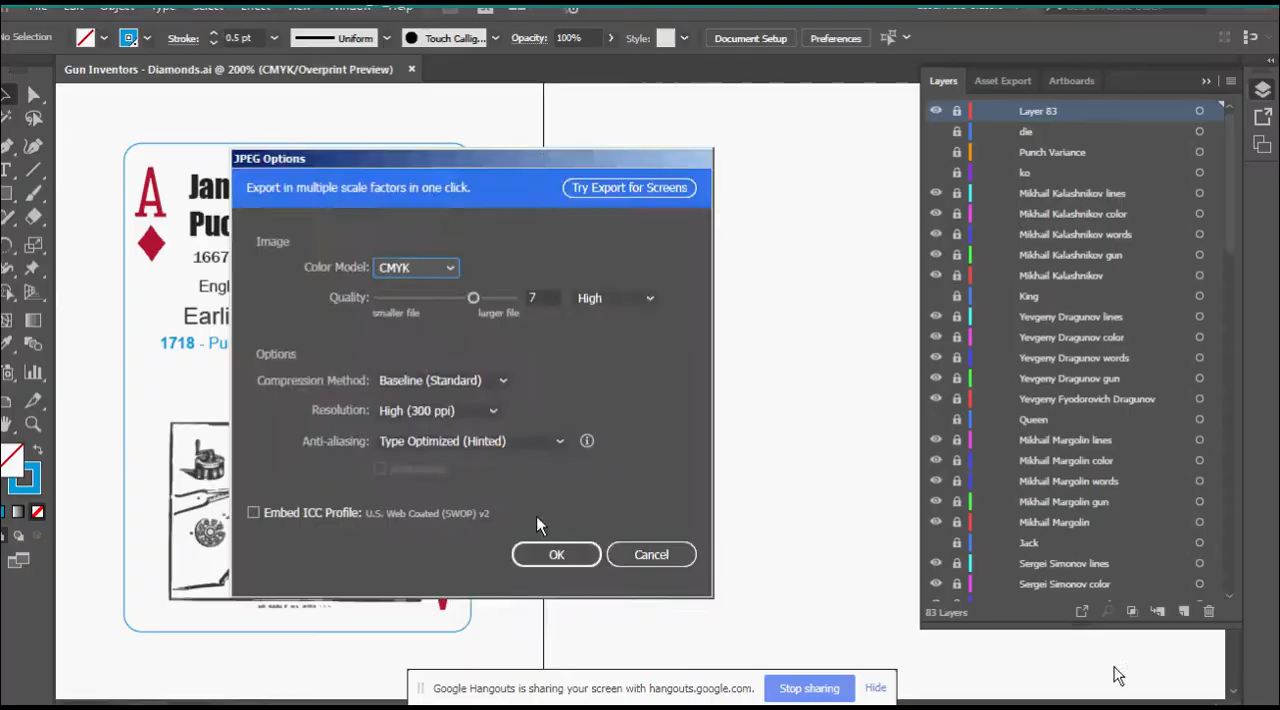 No Selection
Stroke:
0.5 pt
Uniform
Touch Callig...
Opacity:
100%
Style:
Document Setup
Preferences
Gun Inventors - Diamonds.ai @ 200% (CMYK/Overprint Preview)
×
Layers
Asset Export
Artboards
Layer 83
die
Punch Variance
ko
Mikhail Kalashnikov lines
Mikhail Kalashnikov color
Mikhail Kalashnikov words
Mikhail Kalashnikov gun
Mikhail Kalashnikov
King
Yevgeny Dragunov lines
Yevgeny Dragunov color
Yevgeny Dragunov words
Yevgeny Dragunov gun
Yevgeny Fyodorovich Dragunov
Queen
Mikhail Margolin lines
Mikhail Margolin color
Mikhail Margolin words
Mikhail Margolin gun
Mikhail Margolin
Jack
Sergei Simonov lines
Sergei Simonov color
83 Layers
A
Jan
Puc
1667
Engl
Earli
1718 - Pu
JPEG Options
Export in multiple scale factors in one click.
Try Export for Screens
Image
Color Model:
CMYK
Quality:
7
High
smaller file
larger file
Options
Compression Method:
Baseline (Standard)
Resolution:
High (300 ppi)
Anti-aliasing:
Type Optimized (Hinted)
Embed ICC Profile: U.S. Web Coated (SWOP) v2
OK
Cancel
Google Hangouts is sharing your screen with hangouts.google.com.
Stop sharing
Hide